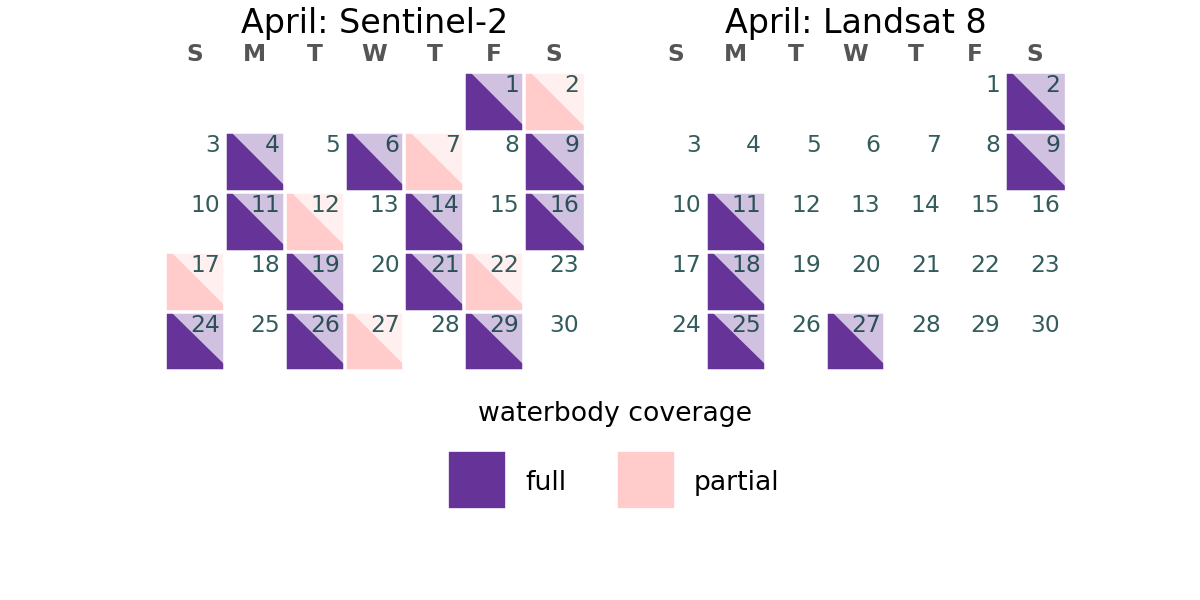 April: Sentinel-2
S M T W T F S
1 2
3 4 5 6 7 8 9
10 11 12 13 14 15 16
17 18 19 20 21 22 23
24 25 26 27 28 29 30
April: Landsat 8
S M T W T F S
1 2
3 4 5 6 7 8 9
10 11 12 13 14 15 16
17 18 19 20 21 22 23
24 25 26 27 28 29 30
waterbody coverage
full
partial